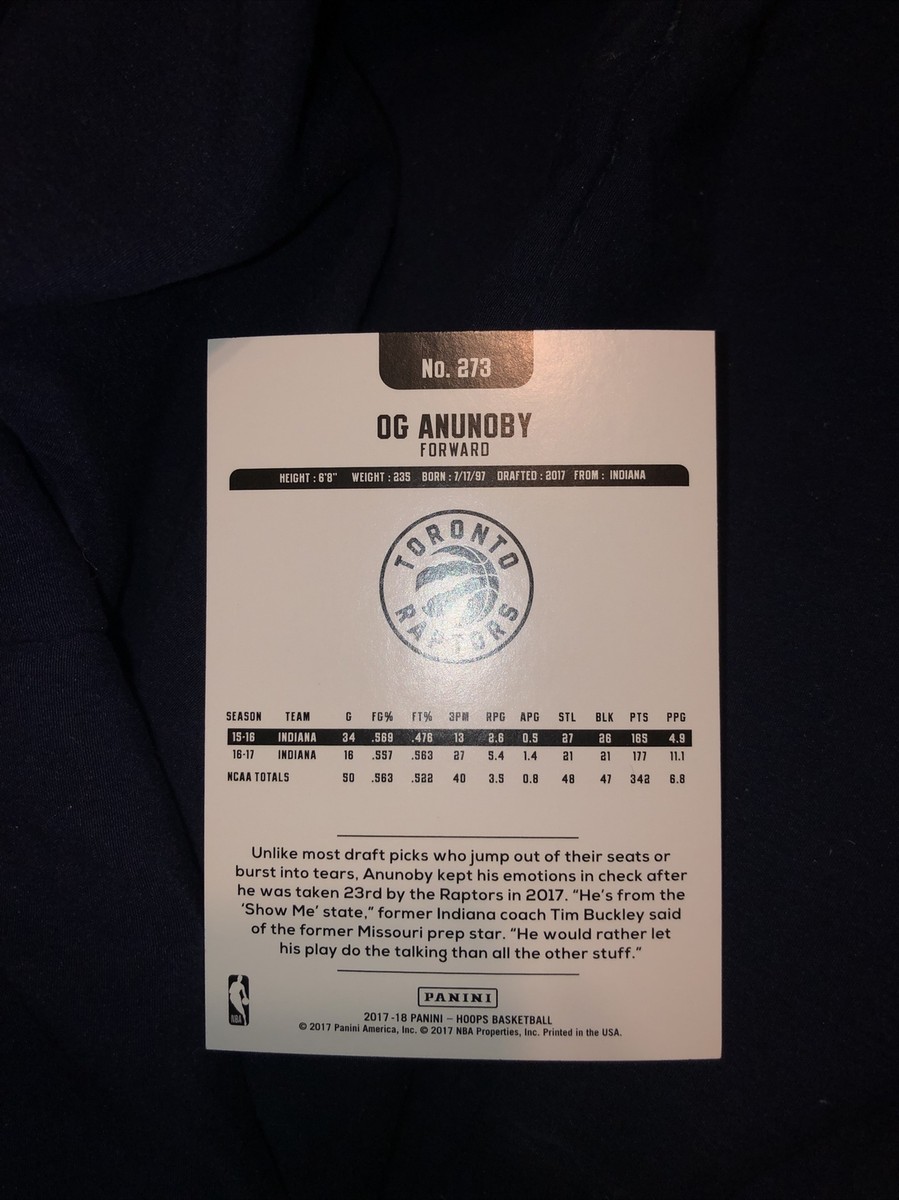 No. 273
OG ANUNOBY
FORWARD
HEIGHT : 6'8" WEIGHT : 235 BORN : 7/17/97 DRAFTED : 2017 FROM : INDIANA
TORONTO
RAPTORS
SEASON TEAM G FG% FT% 3PM RPG APG STL BLK PTS PPG
15-16 INDIANA 34 .569 .476 13 2.6 0.5 27 26 165 4.9
16-17 INDIANA 16 .557 .563 27 5.4 1.4 21 21 177 11.1
NCAA TOTALS 50 .563 .522 40 3.5 0.8 48 47 342 6.8
Unlike most draft picks who jump out of their seats or
burst into tears, Anunoby kept his emotions in check after
he was taken 23rd by the Raptors in 2017. “He's from the
‘Show Me’ state,” former Indiana coach Tim Buckley said
of the former Missouri prep star. “He would rather let
his play do the talking than all the other stuff.”
PANINI
NBA
2017-18 PANINI – HOOPS BASKETBALL
© 2017 Panini America, Inc. © 2017 NBA Properties, Inc. Printed in the USA.